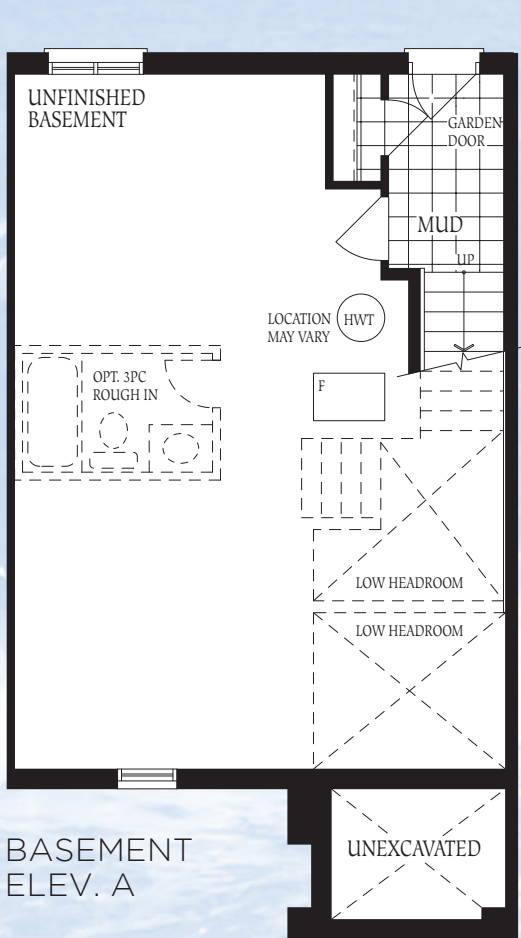 UNFINISHED
BASEMENT
GARDEN
DOOR
MUD
UP
LOCATION
MAY VARY
HWT
OPT. 3PC
ROUGH IN
F
LOW HEADROOM
LOW HEADROOM
UNEXCAVATED
BASEMENT
ELEV. A